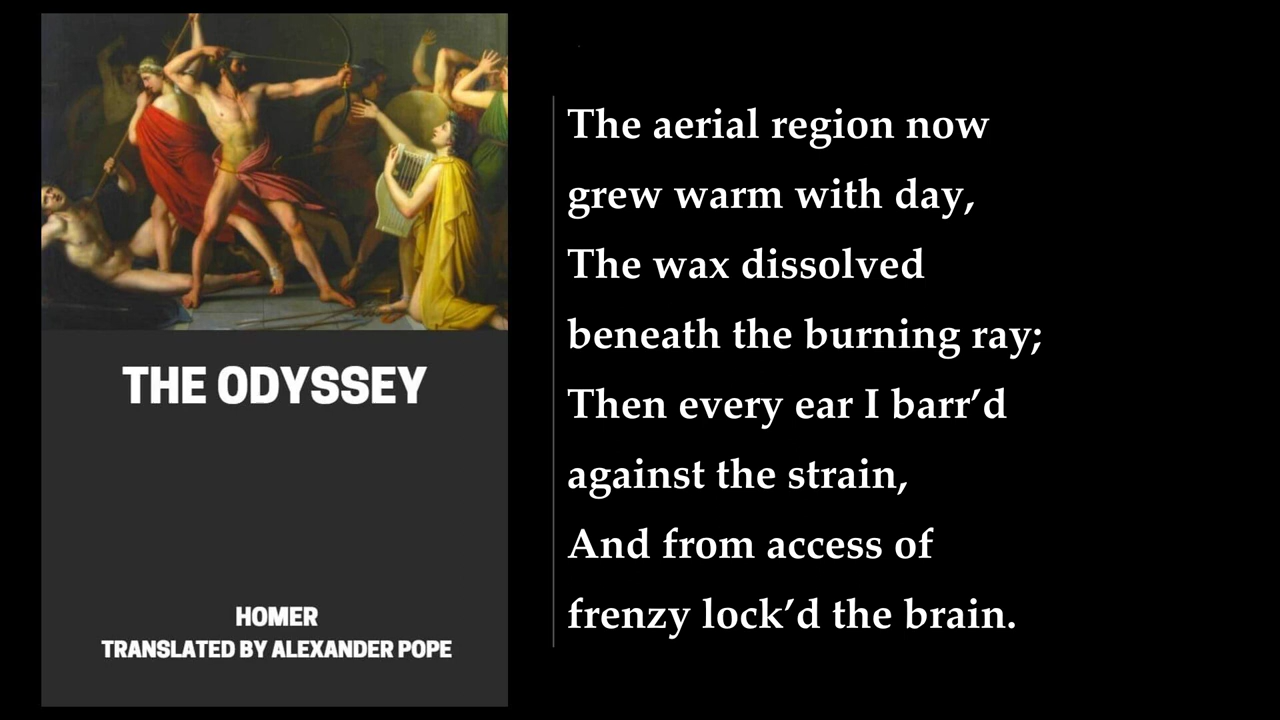 THE ODYSSEY
HOMER
TRANSLATED BY ALEXANDER POPE
The aerial region now
grew warm with day,
The wax dissolved
beneath the burning ray;
Then every ear I barr’d
against the strain,
And from access of
frenzy lock’d the brain.